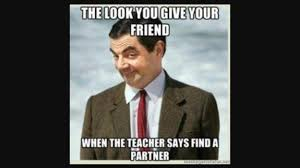 THE LOOK YOU GIVE YOUR
FRIEND
WHEN THE TEACHER SAYS FIND A
PARTNER